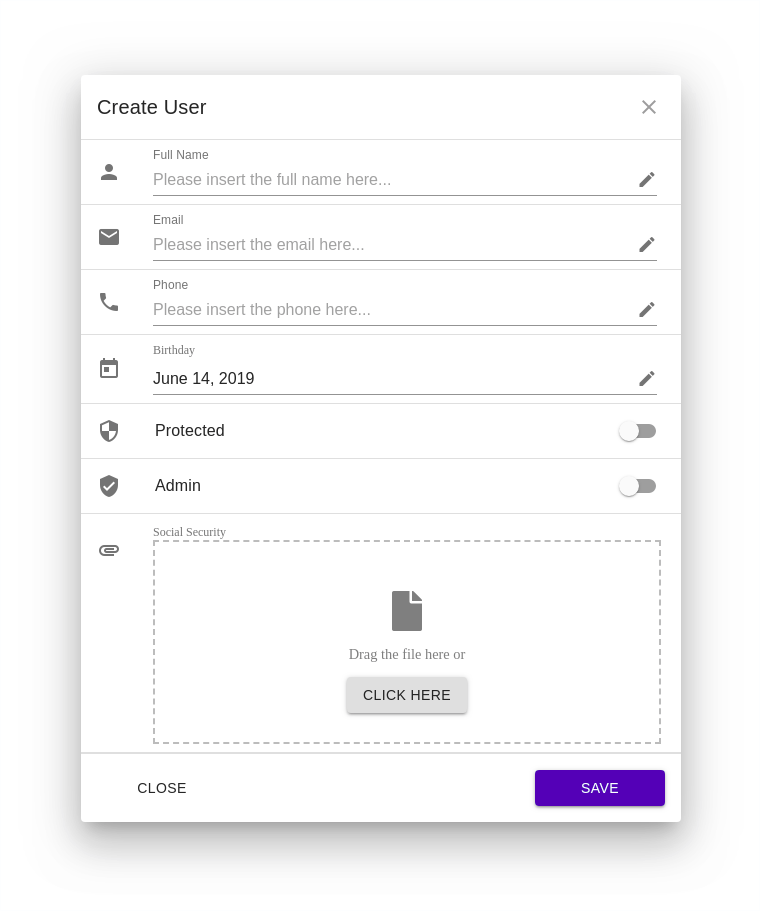 Create User
Full Name
Please insert the full name here...
Email
Please insert the email here...
Phone
Please insert the phone here...
Birthday
June 14, 2019
Protected
Admin
Social Security
Drag the file here or
CLICK HERE
CLOSE
SAVE